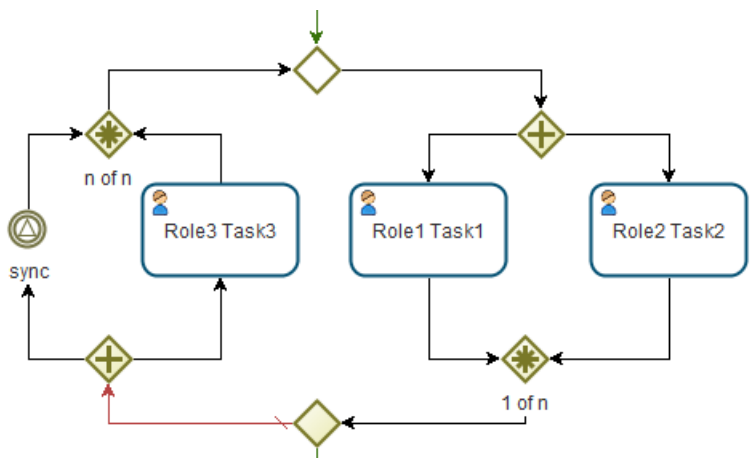 n of n
Role3 Task3
Role1 Task1
Role2 Task2
sync
1 of n